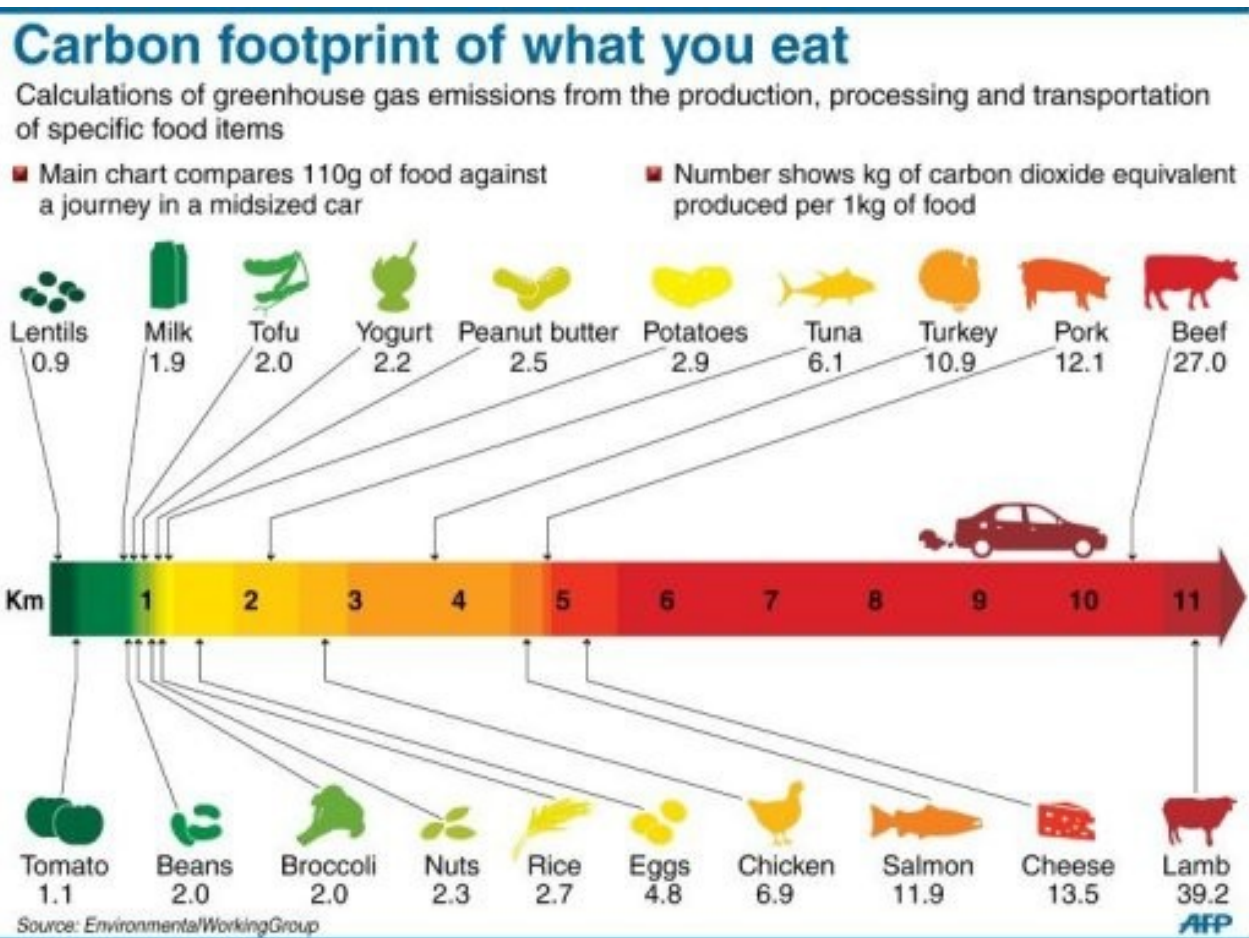 Carbon footprint of what you eat
Calculations of greenhouse gas emissions from the production, processing and transportation
of specific food items
Main chart compares 110g of food against
a journey in a midsized car
Number shows kg of carbon dioxide equivalent
produced per 1kg of food
Lentils Milk Tofu Yogurt Peanut butter Potatoes Tuna Turkey Pork Beef
0.9 1.9 2.0 2.2 2.5 2.9 6.1 10.9 12.1 27.0
Km 1 2 3 4 5 6 7 8 9 10 11
Tomato Beans Broccoli Nuts Rice Eggs Chicken Salmon Cheese Lamb
1.1 2.0 2.0 2.3 2.7 4.8 6.9 11.9 13.5 39.2
Source: EnvironmentalWorkingGroup AFP